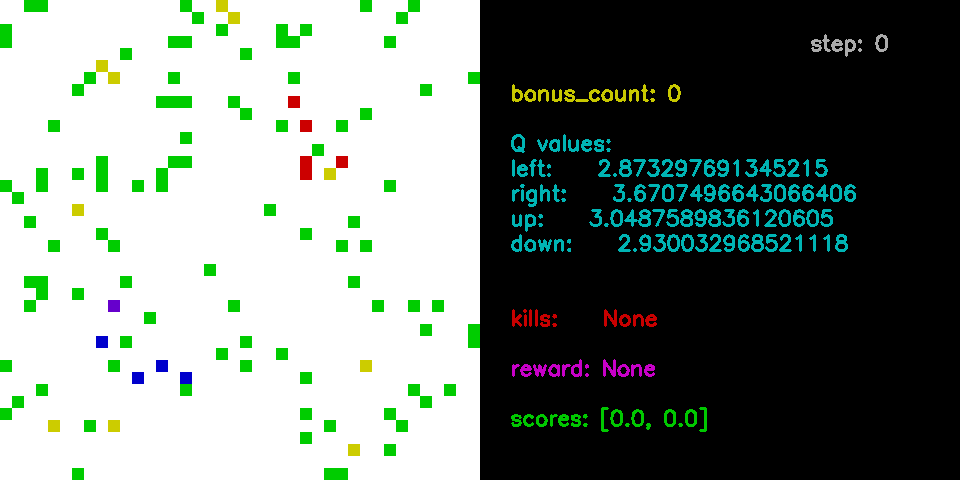 step: 0
bonus_count: 0
Q values:
left: 2.873297691345215
right: 3.6707496643066406
up: 3.0487589836120605
down: 2.930032968521118
kills: None
reward: None
scores: [0.0, 0.0]